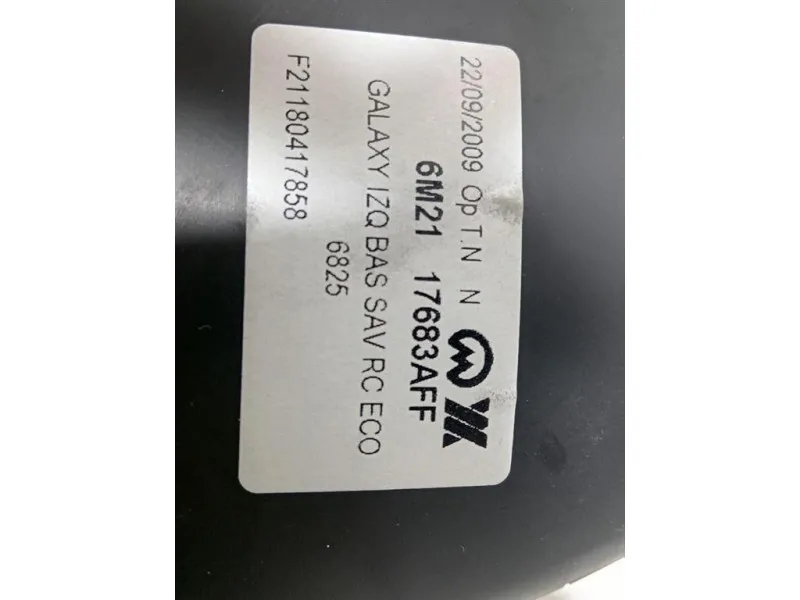 22/09/2009 Op T.N N
6M21 17683AFF
GALAXY IZQ BAS SAV RC ECO
6825
F21180417858